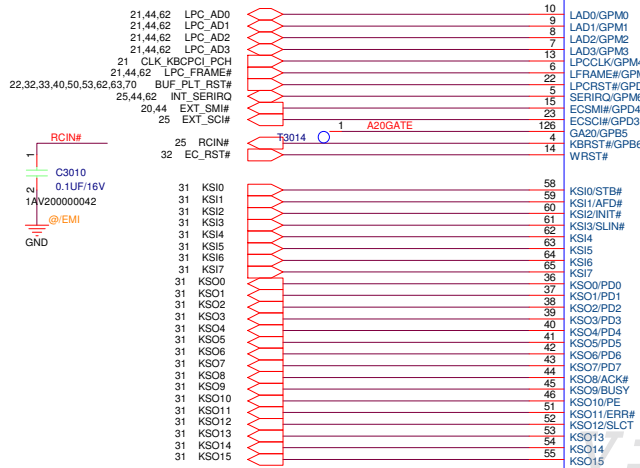 21,44,62 LPC_AD0 10 LAD0/GPM0
21,44,62 LPC_AD1 9 LAD1/GPM1
21,44,62 LPC_AD2 8 LAD2/GPM2
21,44,62 LPC_AD3 7 LAD3/GPM3
21 CLK_KBCPCI_PCH 13 LPCCLK/GPM4
21,44,62 LPC_FRAME# 6 LFRAME#/GPM
22,32,33,40,50,53,62,63,70 BUF_PLT_RST# 22 LPCRST#/GPD
25,44,62 INT_SERIRQ 5 SERIRQ/GPM6
20,44 EXT_SMI# 15 ECSMI#/GPD4
25 EXT_SCI# 23 ECSCI#/GPD3
T3014 1 A20GATE 126 GA20/GPB5
25 RCIN# 4 KBRST#/GPB6
32 EC_RST# 14 WRST#
RCIN#
1
C3010
0.1UF/16V
2
1AV200000042
@/EMI
GND
31 KSI0 58 KSI0/STB#
31 KSI1 59 KSI1/AFD#
31 KSI2 60 KSI2/INIT#
31 KSI3 61 KSI3/SLIN#
31 KSI4 62 KSI4
31 KSI5 63 KSI5
31 KSI6 64 KSI6
31 KSI7 65 KSI7
31 KSO0 36 KSO0/PD0
31 KSO1 37 KSO1/PD1
31 KSO2 38 KSO2/PD2
31 KSO3 39 KSO3/PD3
31 KSO4 40 KSO4/PD4
31 KSO5 41 KSO5/PD5
31 KSO6 42 KSO6/PD6
31 KSO7 43 KSO7/PD7
31 KSO8 44 KSO8/ACK#
31 KSO9 45 KSO9/BUSY
31 KSO10 46 KSO10/PE
31 KSO11 51 KSO11/ERR#
31 KSO12 52 KSO12/SLCT
31 KSO13 53 KSO13
31 KSO14 54 KSO14
31 KSO15 55 KSO15